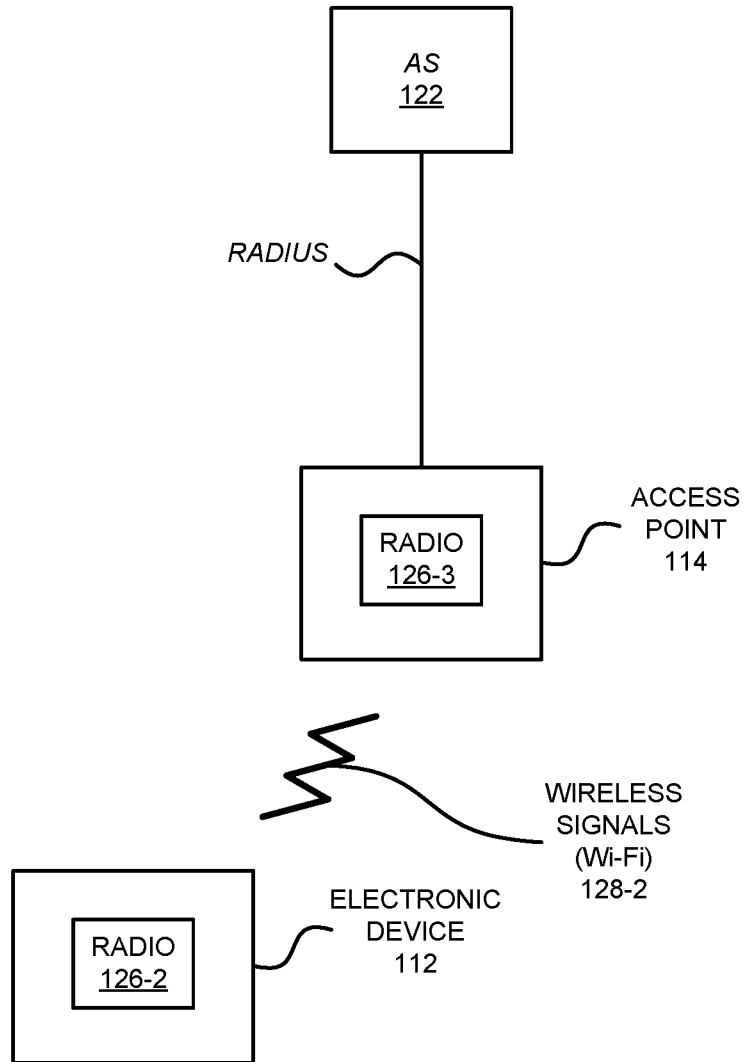 AS
122
RADIUS
ACCESS
POINT
114
RADIO
126-3
WIRELESS
SIGNALS
(Wi-Fi)
128-2
ELECTRONIC
DEVICE
112
RADIO
126-2